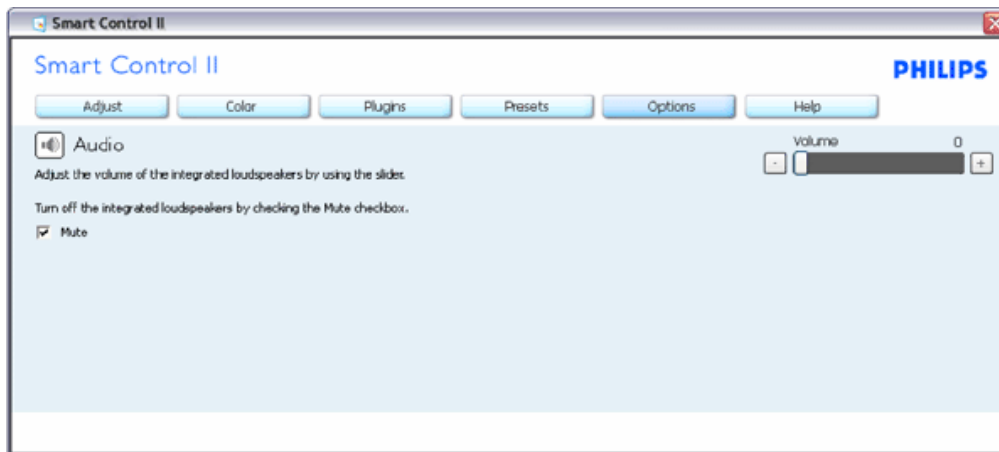 Smart Control II
Smart Control II
PHILIPS
Adjust Color Plugins Presets Options Help
Audio
Volume 0
- +
Adjust the volume of the integrated loudspeakers by using the slider.
Turn off the integrated loudspeakers by checking the Mute checkbox.
Mute